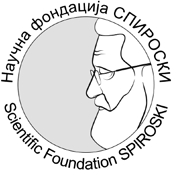 Научна фондација СПИРОСКИ
Scientific Foundation SPIROSKI